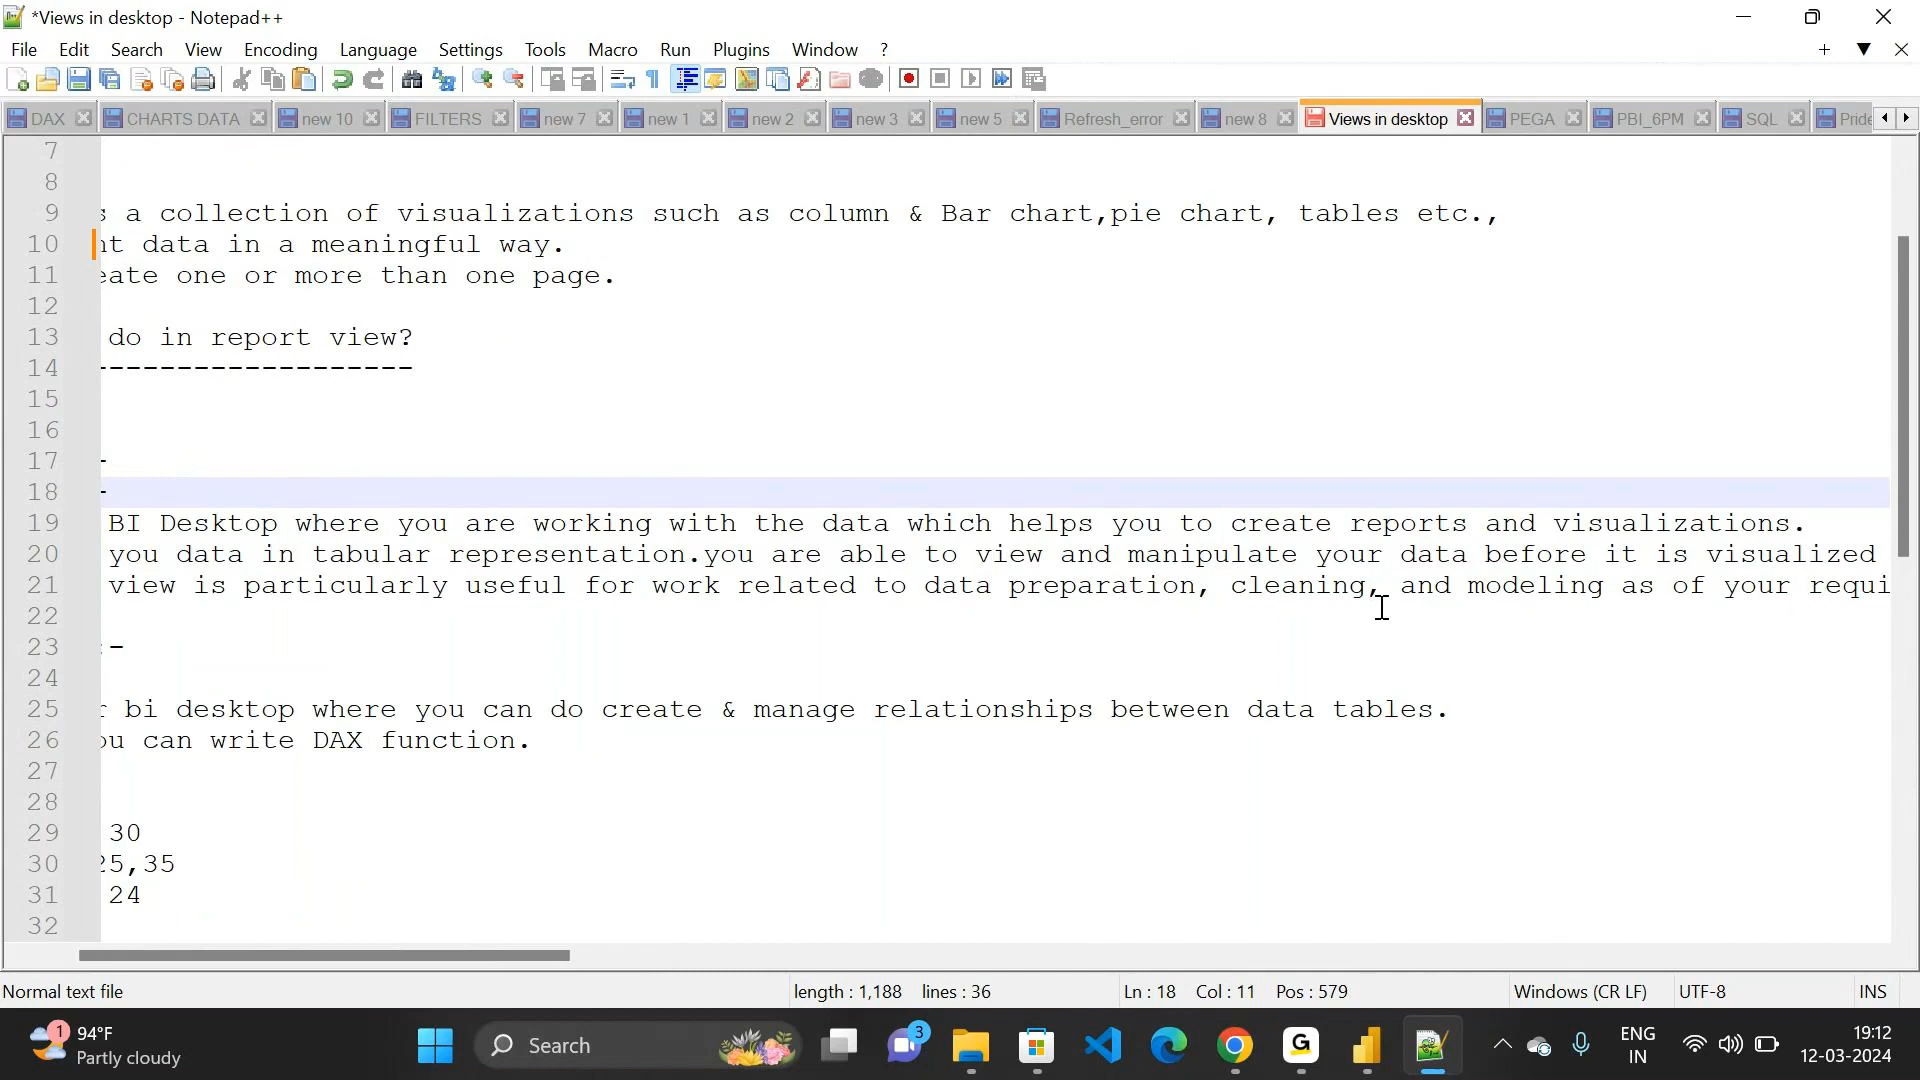 *Views in desktop - Notepad++
File Edit Search View Encoding Language Settings Tools Macro Run Plugins Window ?
DAX CHARTS DATA new 10 FILTERS new 7 new 1 new 2 new 3 new 5 Refresh_error new 8 Views in desktop PEGA PBI_6PM SQL Pride
7
8
9 s a collection of visualizations such as column & Bar chart,pie chart, tables etc.,
10 nt data in a meaningful way.
11 eate one or more than one page.
12
13 do in report view?
14 -------------------
15
16
17 -
18 -
19 BI Desktop where you are working with the data which helps you to create reports and visualizations.
20 you data in tabular representation.you are able to view and manipulate your data before it is visualized
21 view is particularly useful for work related to data preparation, cleaning, and modeling as of your requi
22
23 :-
24
25 r bi desktop where you can do create & manage relationships between data tables.
26 ou can write DAX function.
27
28
29 30
30 25,35
31 24
32
Normal text file length : 1,188 lines : 36 Ln : 18 Col : 11 Pos : 579 Windows (CR LF) UTF-8 INS
1 94°F
Partly cloudy
Search
3
ENG
IN
19:12
12-03-2024